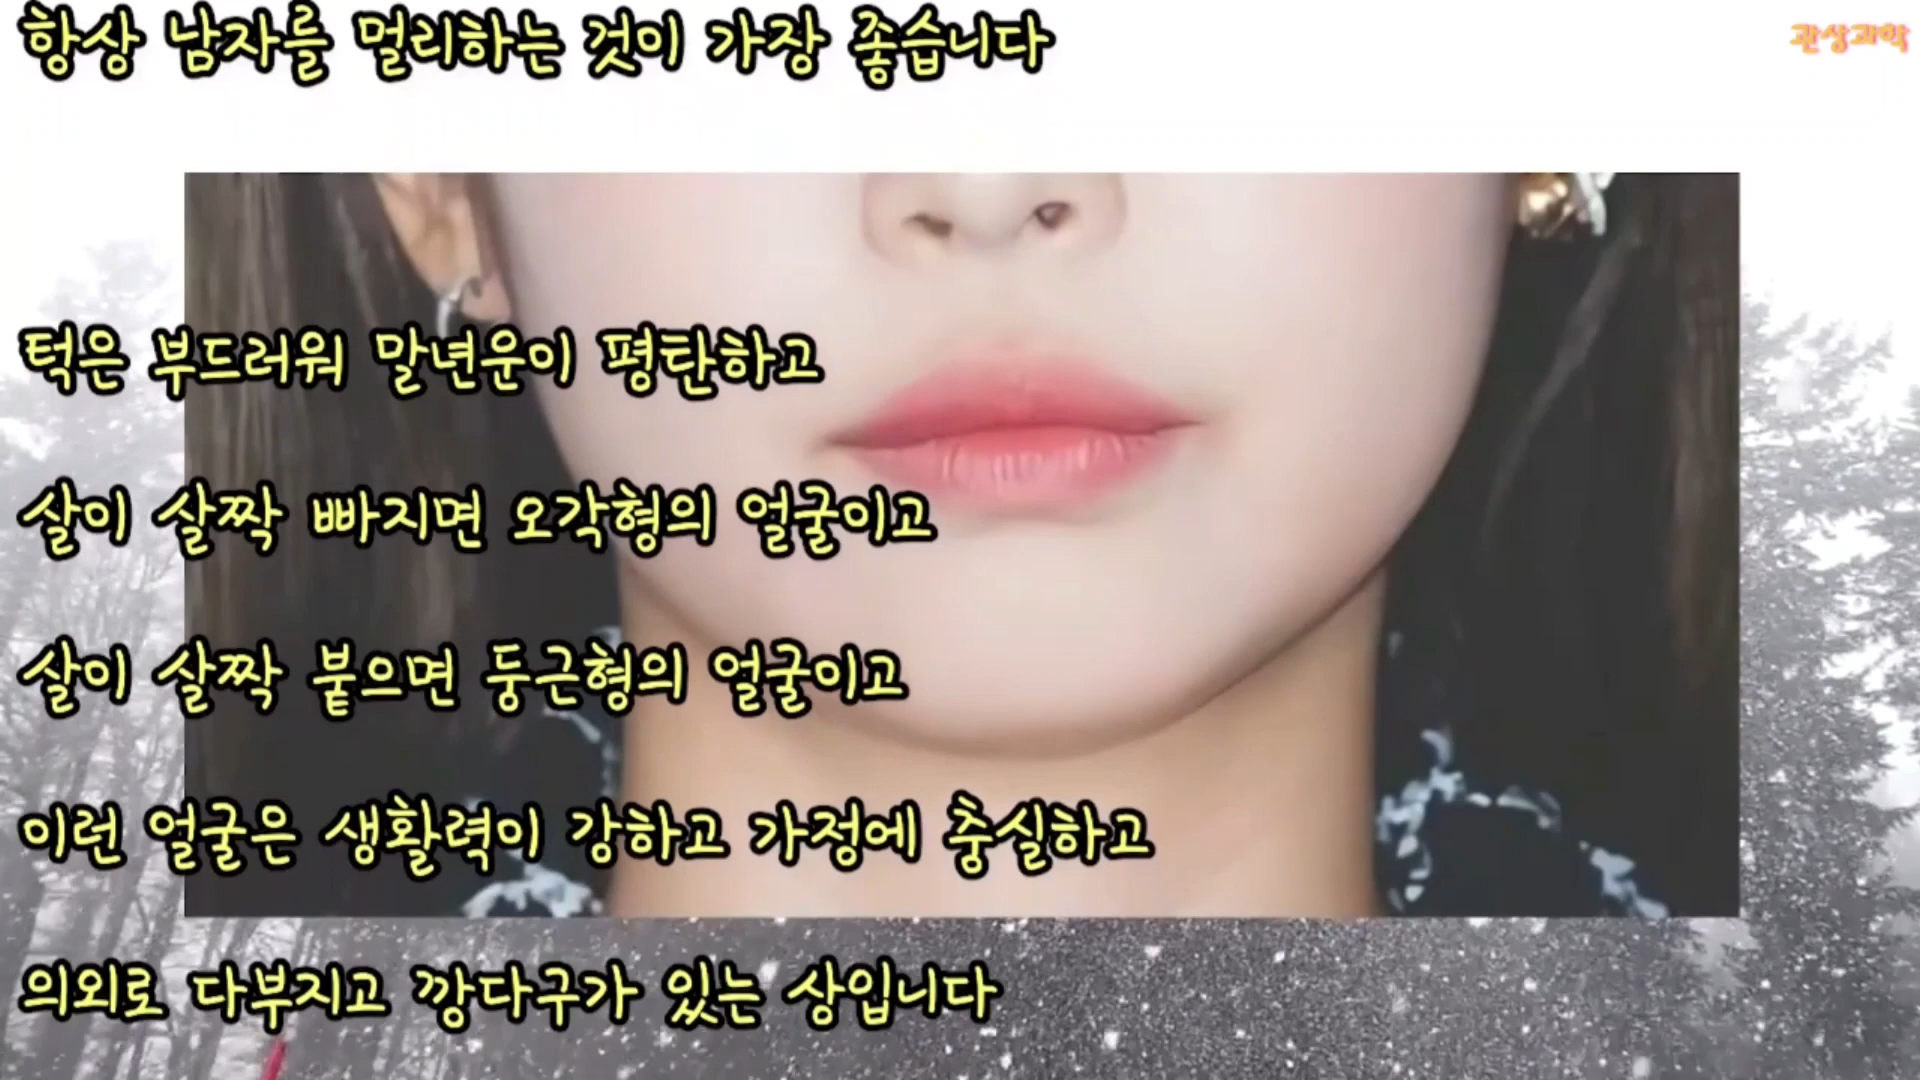 항상 남자를 멀리하는 것이 가장 좋습니다
관상과학
턱은 부드러워 말년운이 평탄하고
살이 살짝 빠지면 오각형의 얼굴이고
살이 살짝 붙으면 둥근형의 얼굴이고
이런 얼굴은 생활력이 강하고 가정에 충실하고
의외로 다부지고 깡다구가 있는 상입니다